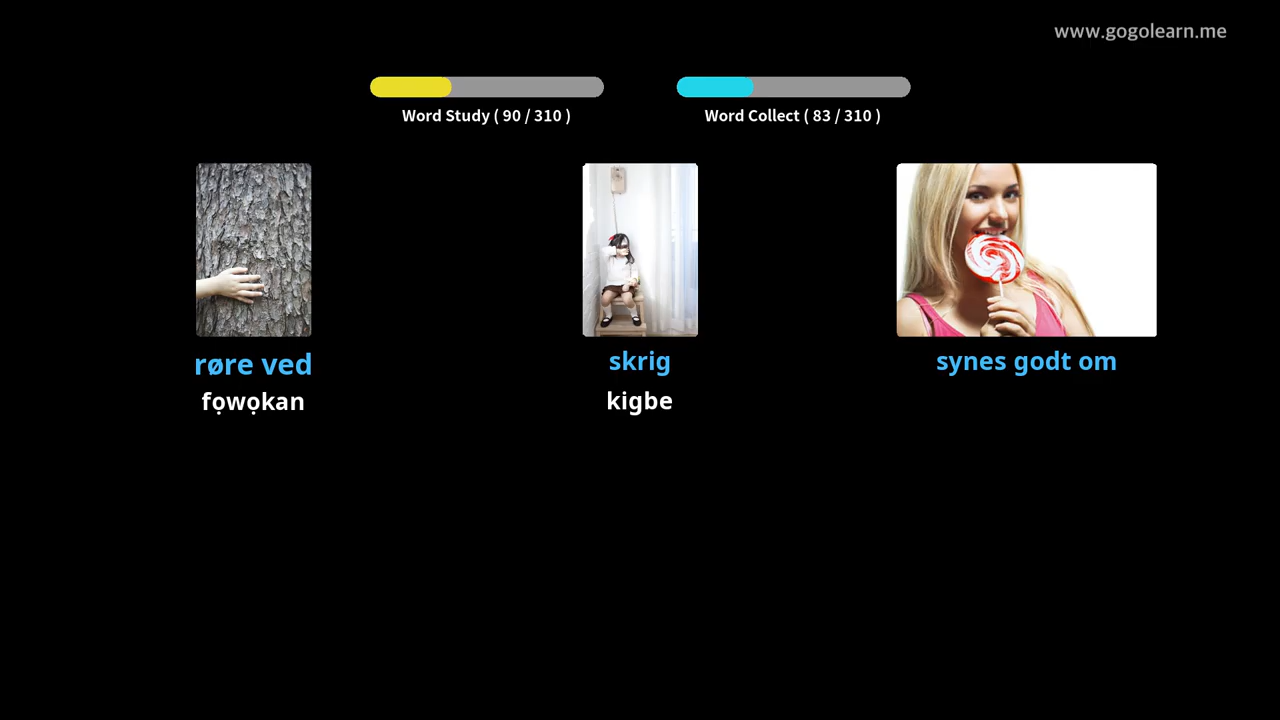 www.gogolearn.me
Word Study ( 90 / 310 )
Word Collect ( 83 / 310 )
røre ved
fọwọkan
skrig
kigbe
synes godt om